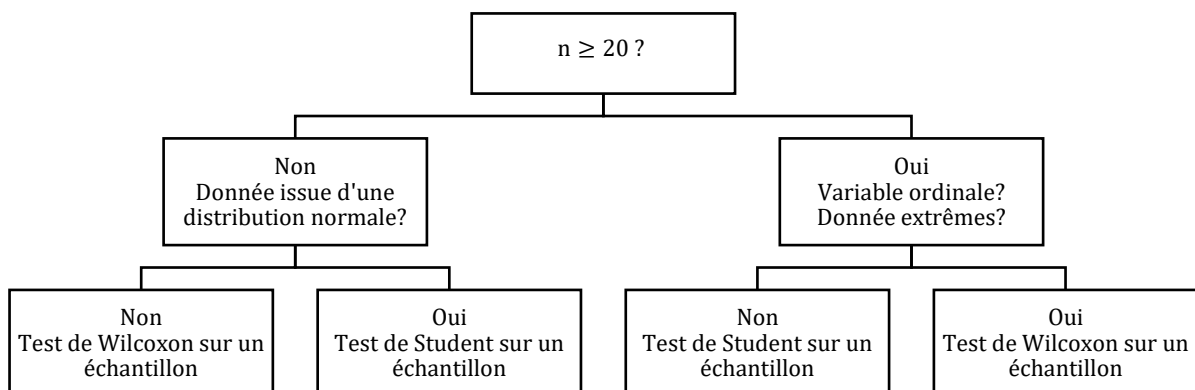 n ≥ 20 ?
Non
Donnée issue d'une
distribution normale?
Oui
Variable ordinale?
Donnée extrêmes?
Non
Test de Wilcoxon sur un
échantillon
Oui
Test de Student sur un
échantillon
Non
Test de Student sur un
échantillon
Oui
Test de Wilcoxon sur un
échantillon